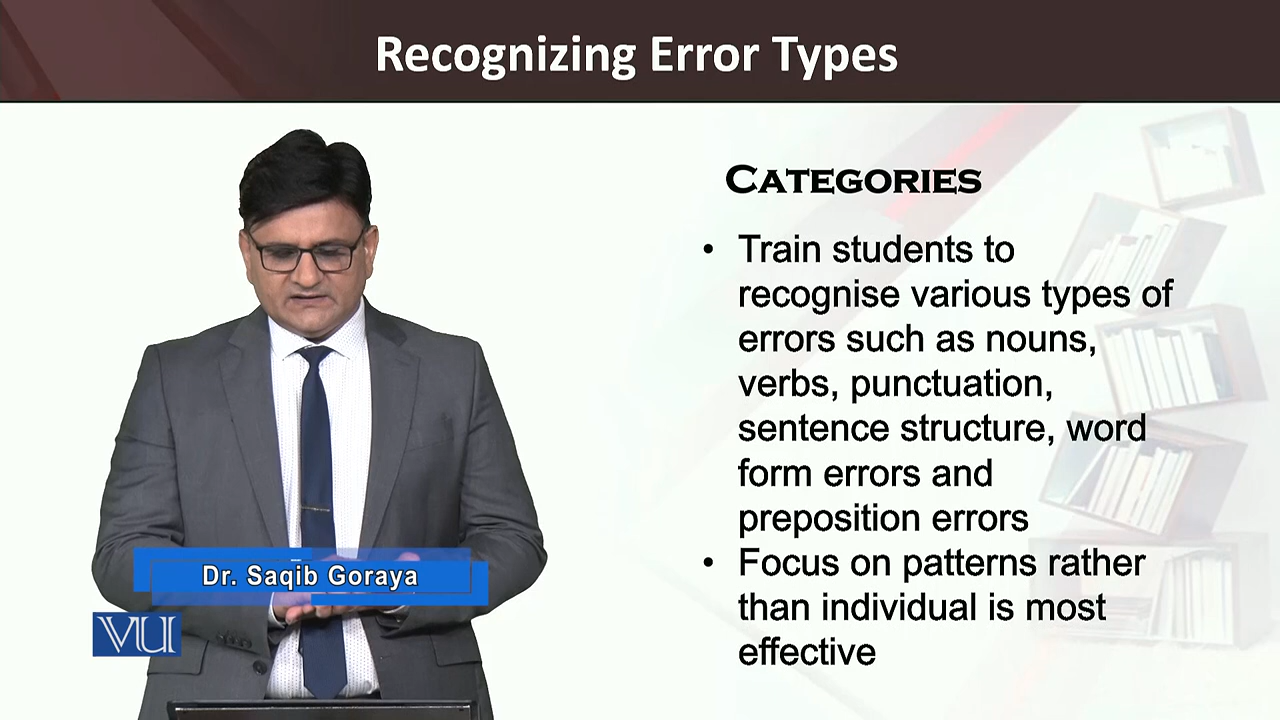 Recognizing Error Types
CATEGORIES
• Train students to
recognise various types of
errors such as nouns,
verbs, punctuation,
sentence structure, word
form errors and
preposition errors
• Focus on patterns rather
than individual is most
effective
Dr. Saqib Goraya
VU